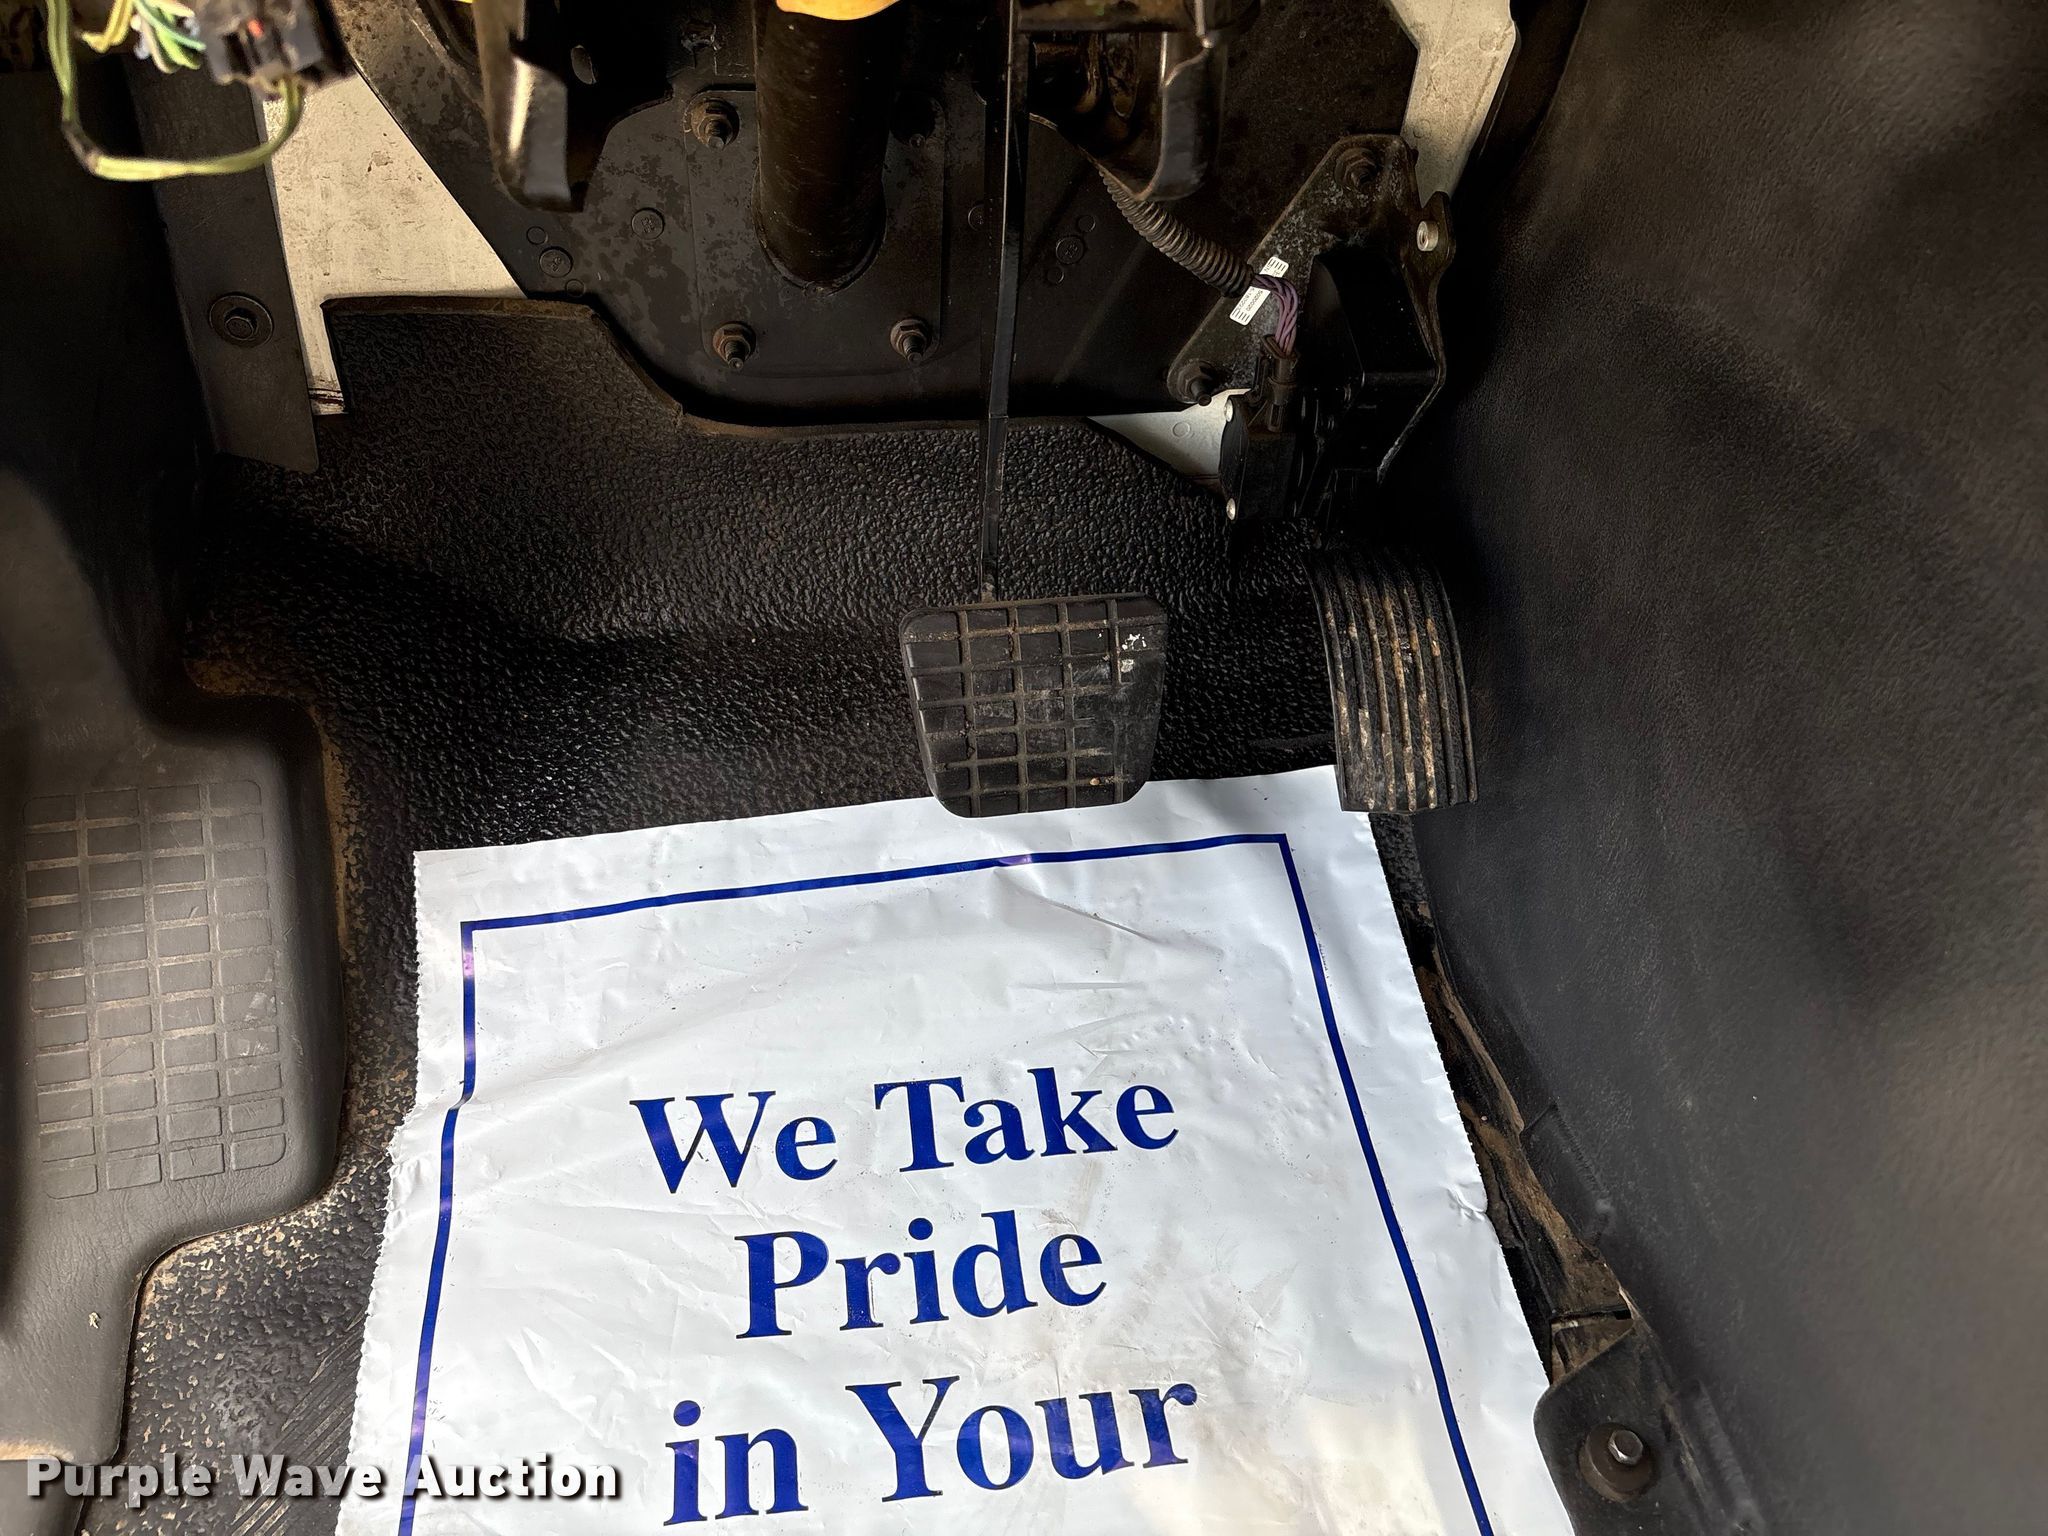 We Take
Pride
in Your
Purple Wave Auction